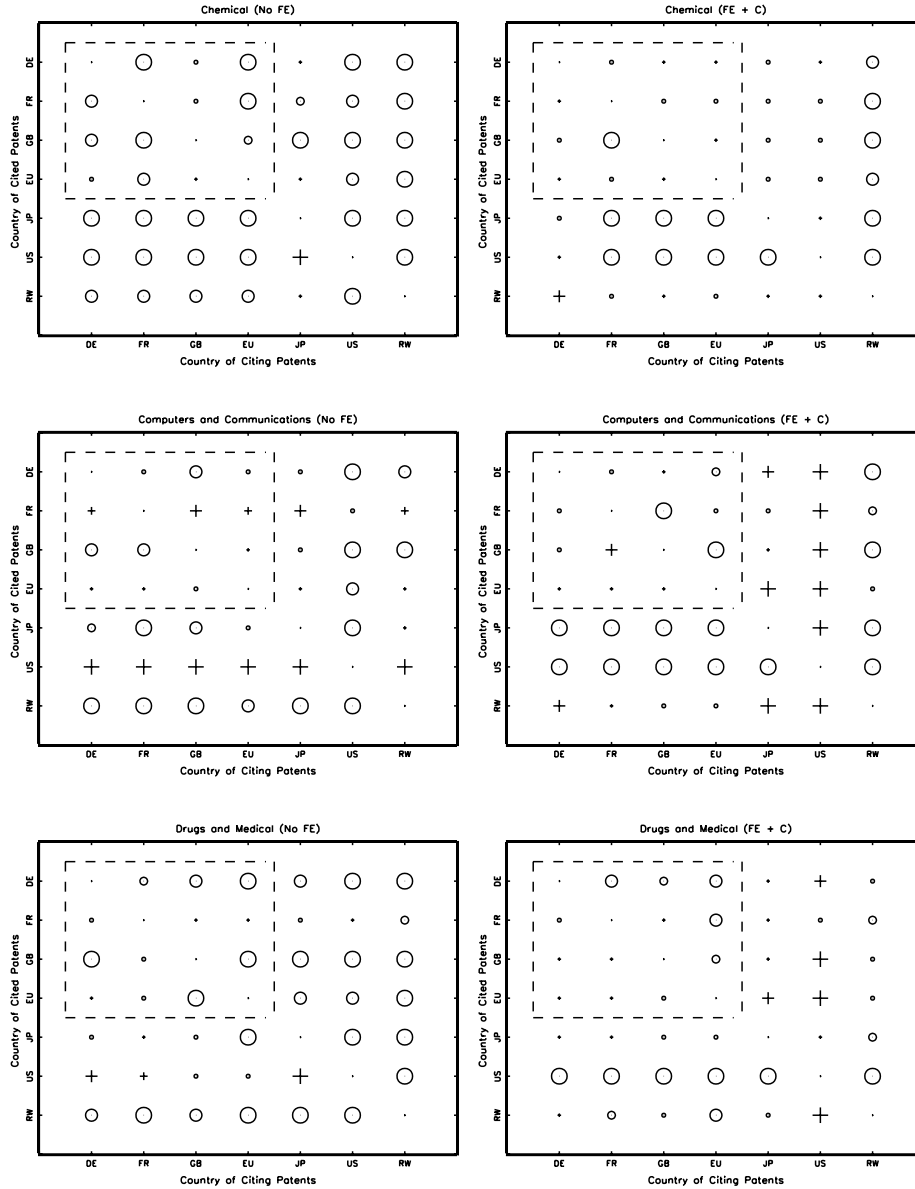 Chemical (No FE)
Country of Cited Patents
DE
FR
GB
EU
JP
US
RW
DE FR GB EU JP US RW
Country of Citing Patents
Chemical (FE + C)
Country of Cited Patents
DE
FR
GB
EU
JP
US
RW
DE FR GB EU JP US RW
Country of Citing Patents
Computers and Communications (No FE)
Country of Cited Patents
DE
FR
GB
EU
JP
US
RW
DE FR GB EU JP US RW
Country of Citing Patents
Computers and Communications (FE + C)
Country of Cited Patents
DE
FR
GB
EU
JP
US
RW
DE FR GB EU JP US RW
Country of Citing Patents
Drugs and Medical (No FE)
Country of Cited Patents
DE
FR
GB
EU
JP
US
RW
DE FR GB EU JP US RW
Country of Citing Patents
Drugs and Medical (FE + C)
Country of Cited Patents
DE
FR
GB
EU
JP
US
RW
DE FR GB EU JP US RW
Country of Citing Patents